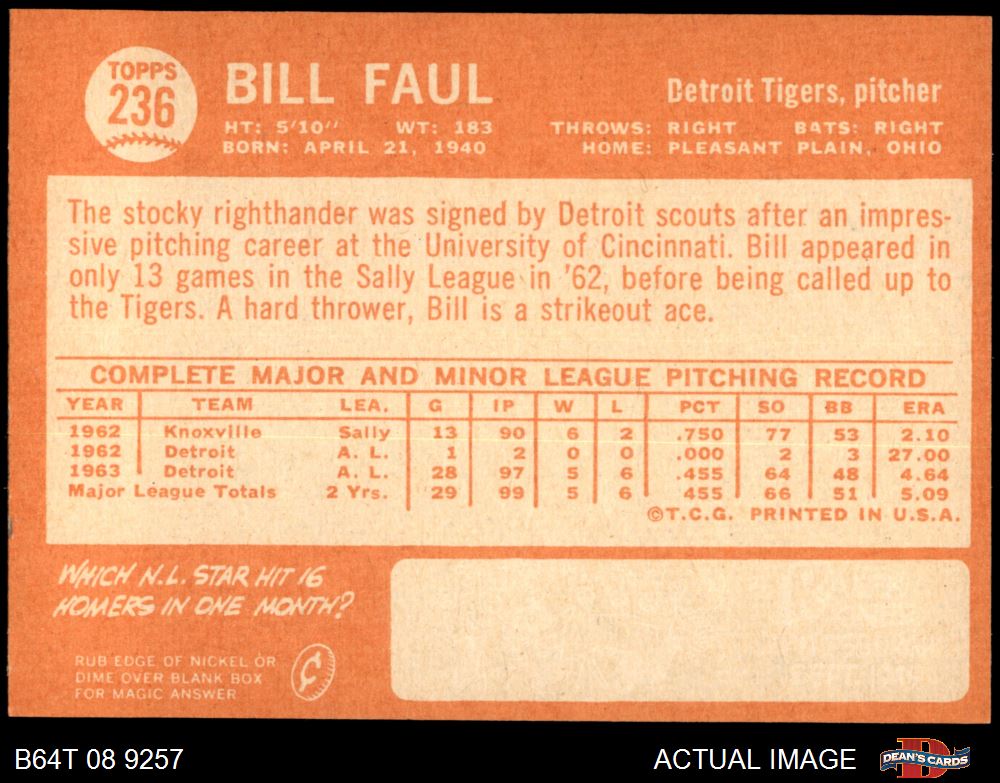 TOPPS
236
BILL FAUL
Detroit Tigers, pitcher
HT: 5'10" WT: 183 THROWS: RIGHT BATS: RIGHT
BORN: APRIL 21, 1940 HOME: PLEASANT PLAIN, OHIO
The stocky righthander was signed by Detroit scouts after an impres-
sive pitching career at the University of Cincinnati. Bill appeared in
only 13 games in the Sally League in '62, before being called up to
the Tigers. A hard thrower, Bill is a strikeout ace.
COMPLETE MAJOR AND MINOR LEAGUE PITCHING RECORD
YEAR TEAM LEA. G IP W L PCT SO BB ERA
1962 Knoxville Sally 13 90 6 2 .750 77 53 2.10
1962 Detroit A. L. 1 2 0 0 .000 2 3 27.00
1963 Detroit A. L. 28 97 5 6 .455 64 48 4.64
Major League Totals 2 Yrs. 29 99 5 6 .455 66 51 5.09
©T.C.G. PRINTED IN U.S.A.
WHICH N.L. STAR HIT 16
HOMERS IN ONE MONTH?
RUB EDGE OF NICKEL OR
DIME OVER BLANK BOX
FOR MAGIC ANSWER
B64T 08 9257
ACTUAL IMAGE
DEAN'S CARDS